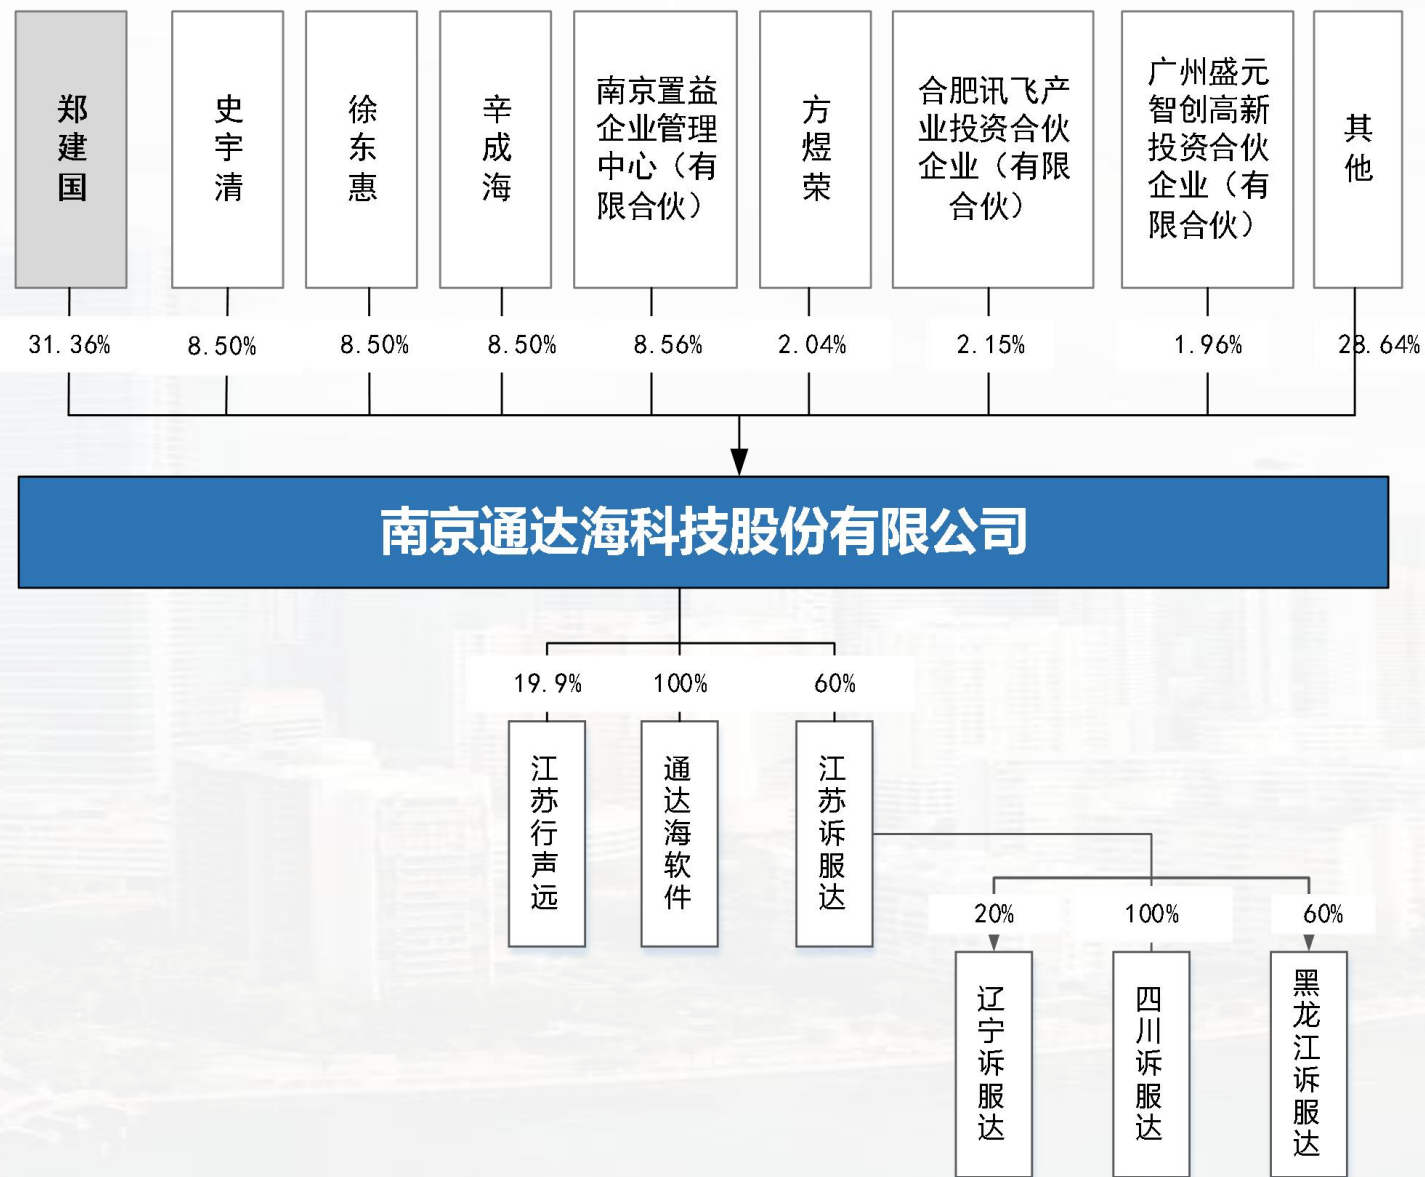 郑建国
史宇清
徐东惠
辛成海
南京置益
企业管理
中心（有
限合伙）
方煜荣
合肥讯飞产
业投资合伙
企业（有限
合伙）
广州盛元
智创高新
投资合伙
企业（有
限合伙）
其他
31.36%
8.50%
8.50%
8.50%
8.56%
2.04%
2.15%
1.96%
28.64%
南京通达海科技股份有限公司
19.9%
100%
60%
江苏行声远
通达海软件
江苏诉服达
20%
100%
60%
辽宁诉服达
四川诉服达
黑龙江诉服达